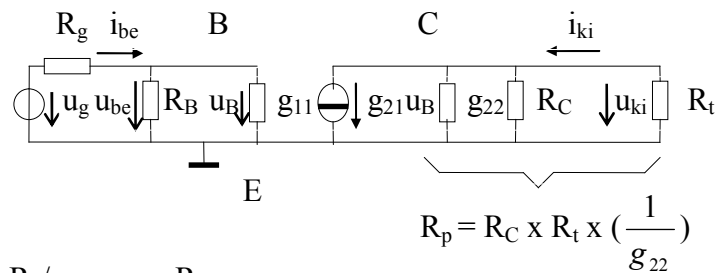 R_g i_be B C i_ki
u_g u_be R_B u_B g_11 g_21u_B g_22 R_C u_ki R_t
E
R_p = R_C x R_t x ( 1 / g_22 )